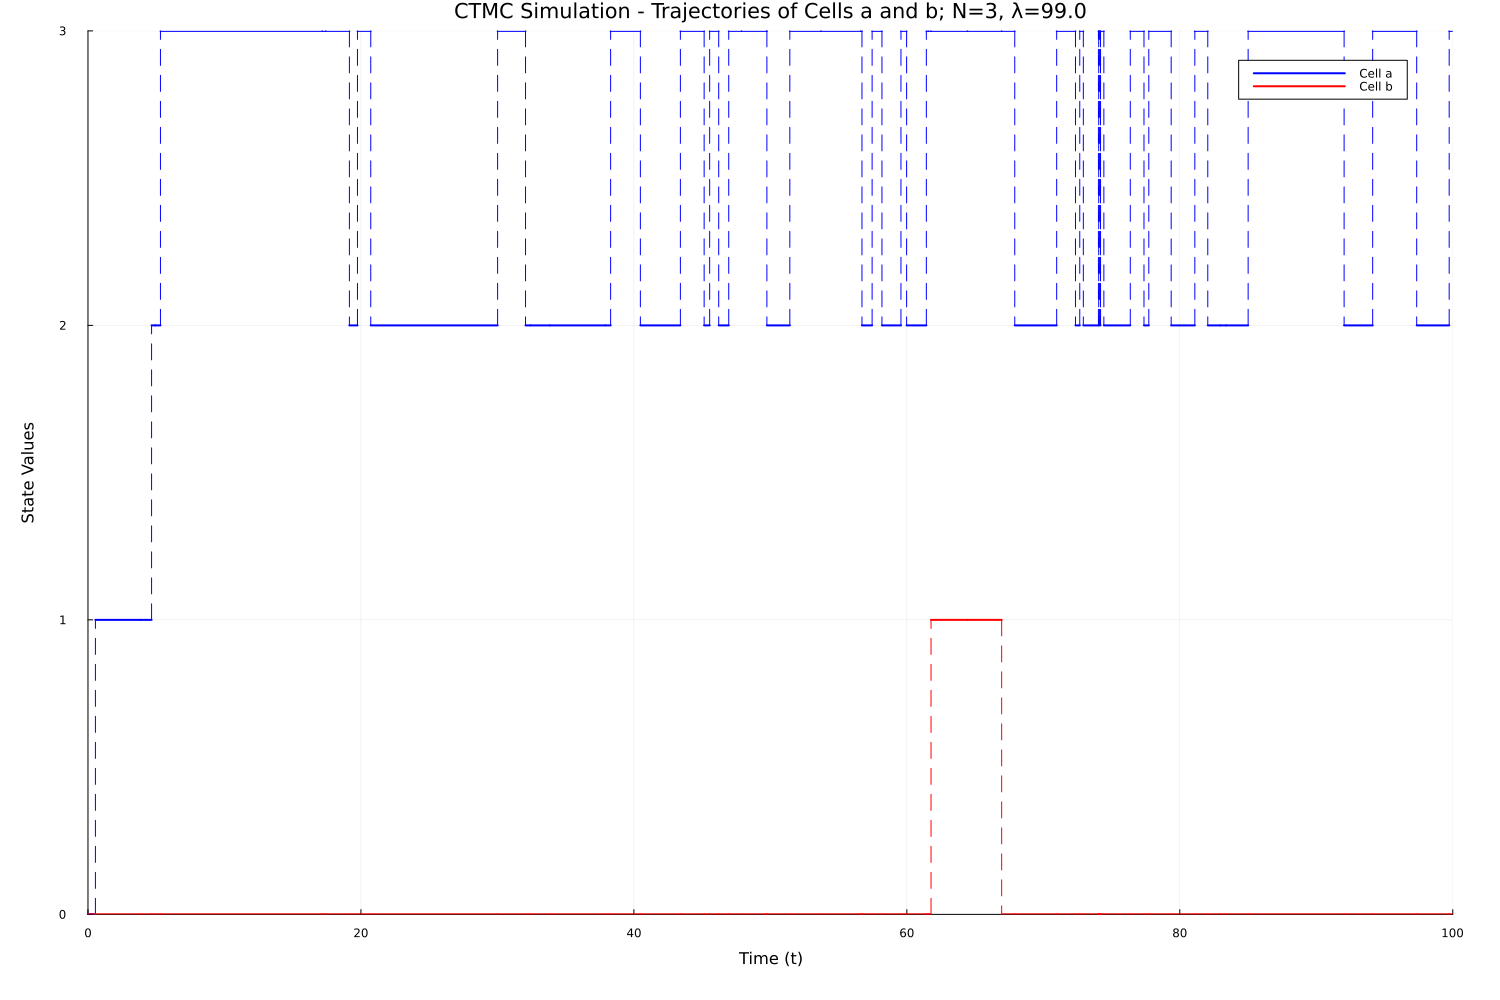 CTMC Simulation - Trajectories of Cells a and b; N=3, λ=99.0
3
Cell a
Cell b
2
State Values
1
0
0 20 40 60 80 100
Time (t)